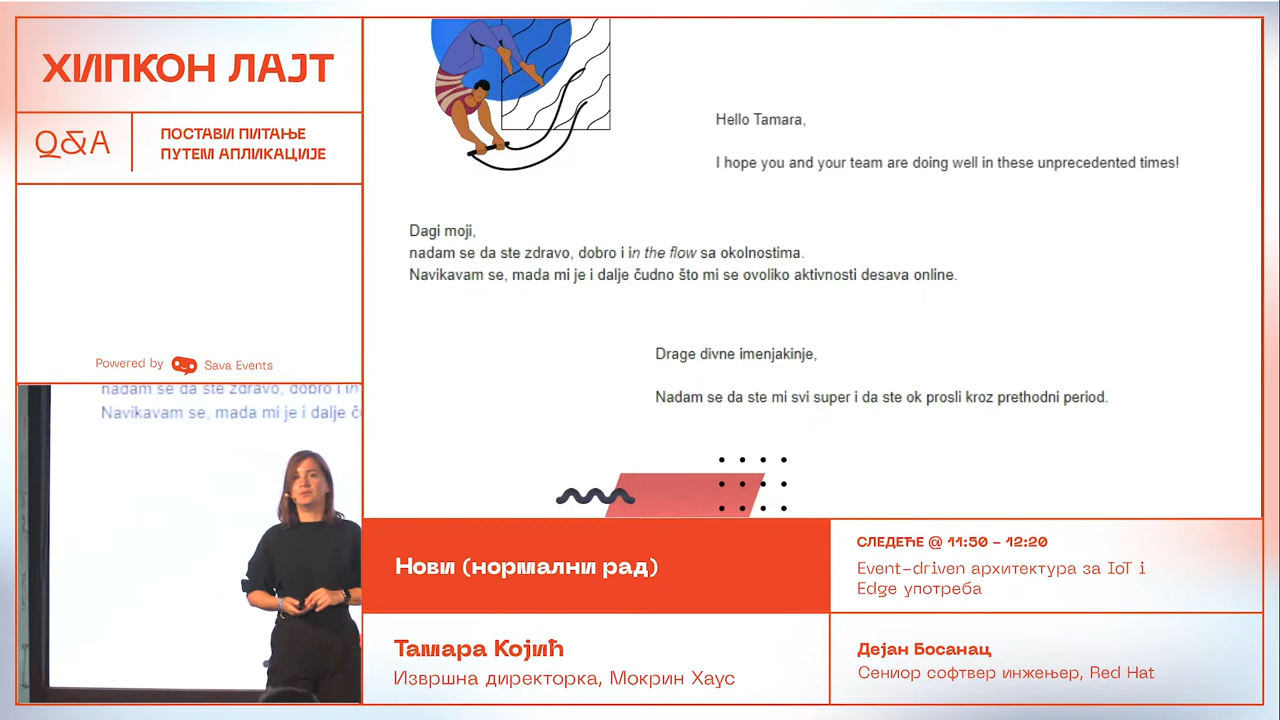 ХИПКОН ЛАЈТ
Q&A
ПОСТАВИ ПИТАЊЕ
ПУТЕМ АПЛИКАЦИЈЕ
Powered by Sava Events
Hello Tamara,
I hope you and your team are doing well in these unprecedented times!
Dagi moji,
nadam se da ste zdravo, dobro i in the flow sa okolnostima.
Navikavam se, mada mi je i dalje čudno što mi se ovoliko aktivnosti desava online.
Drage divne imenjakinje,
Nadam se da ste mi svi super i da ste ok prosli kroz prethodni period.
nadam se da ste zdravo, dobro i in
Navikavam se, mada mi je i dalje č
Нови (нормални рад)
Тамара Којић
Извршна директорка, Мокрин Хаус
СЛЕДЕЋЕ @ 11:50 – 12:20
Event-driven архитектура за IoT i
Edge употреба
Дејан Босанац
Сениор софтвер инжењер, Red Hat